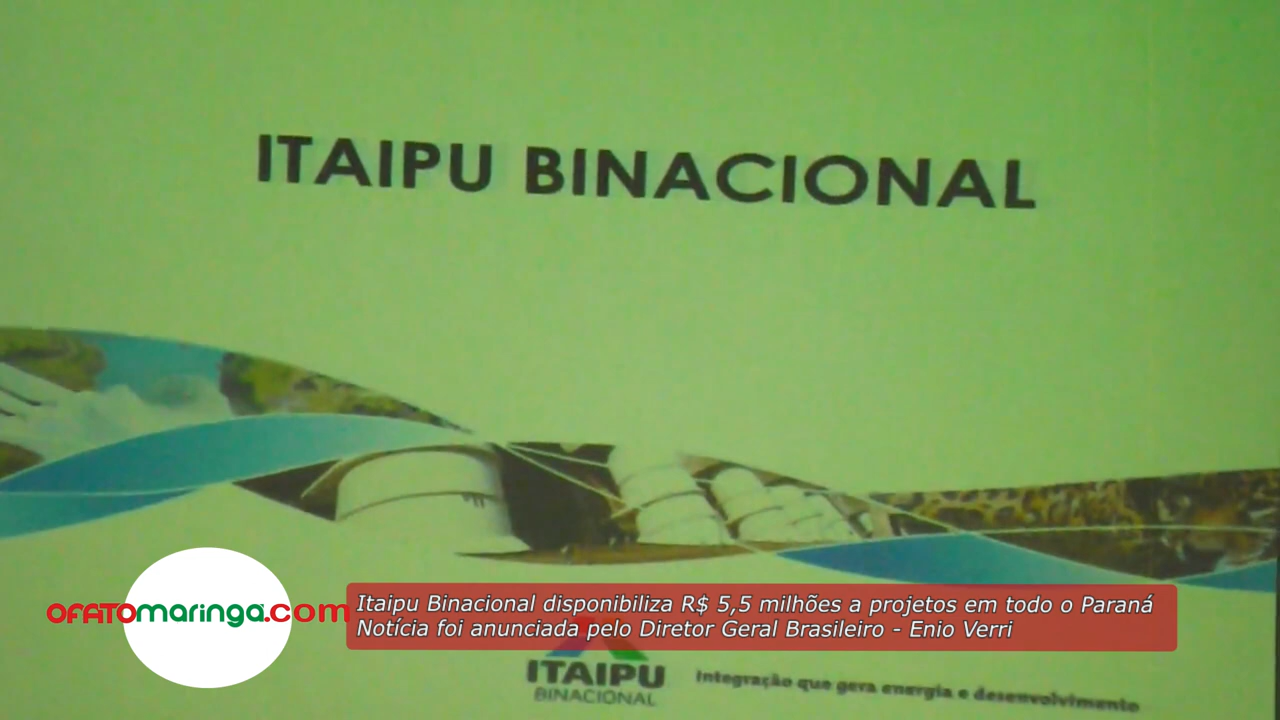 ITAIPU BINACIONAL
OFATOmaringá.com
Itaipu Binacional disponibiliza R$ 5,5 milhões a projetos em todo o Paraná
Notícia foi anunciada pelo Diretor Geral Brasileiro - Enio Verri
ITAIPU
BINACIONAL
Integração que gera energia e desenvolvimento